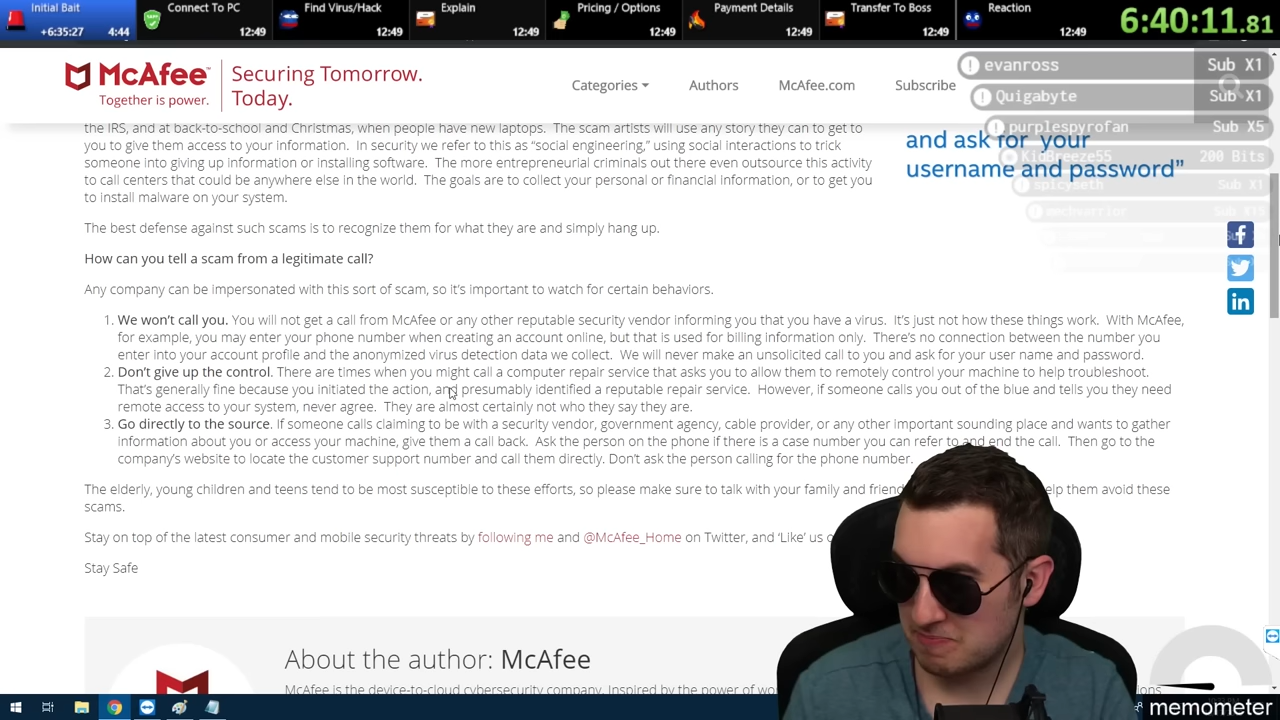 Initial Bait
+6:35:27 4:44
Connect To PC
12:49
Find Virus/Hack
12:49
Explain
12:49
Pricing / Options
12:49
Payment Details
12:49
Transfer To Boss
12:49
Reaction
12:49
6:40:11.81
McAfee
Together is power.
Securing Tomorrow.
Today.
Categories
Authors
McAfee.com
Subscribe
evanross Sub X1
Quigabyte Sub X1
purplespyrofan Sub X5
KidBreeze55 200 Bits
spicyseth Sub X1
mechwarrior Sub X15
and ask for your
username and password”
the IRS, and at back-to-school and Christmas, when people have new laptops. The scam artists will use any story they can to get to
you to give them access to your information. In security we refer to this as “social engineering,” using social interactions to trick
someone into giving up information or installing software. The more entrepreneurial criminals out there even outsource this activity
to call centers that could be anywhere else in the world. The goals are to collect your personal or financial information, or to get you
to install malware on your system.
The best defense against such scams is to recognize them for what they are and simply hang up.
How can you tell a scam from a legitimate call?
Any company can be impersonated with this sort of scam, so it’s important to watch for certain behaviors.
1. We won’t call you. You will not get a call from McAfee or any other reputable security vendor informing you that you have a virus. It’s just not how these things work. With McAfee,
for example, you may enter your phone number when creating an account online, but that is used for billing information only. There’s no connection between the number you
enter into your account profile and the anonymized virus detection data we collect. We will never make an unsolicited call to you and ask for your user name and password.
2. Don’t give up the control. There are times when you might call a computer repair service that asks you to allow them to remotely control your machine to help troubleshoot.
That’s generally fine because you initiated the action, and presumably identified a reputable repair service. However, if someone calls you out of the blue and tells you they need
remote access to your system, never agree. They are almost certainly not who they say they are.
3. Go directly to the source. If someone calls claiming to be with a security vendor, government agency, cable provider, or any other important sounding place and wants to gather
information about you or access your machine, give them a call back. Ask the person on the phone if there is a case number you can refer to and end the call. Then go to the
company’s website to locate the customer support number and call them directly. Don’t ask the person calling for the phone number.
The elderly, young children and teens tend to be most susceptible to these efforts, so please make sure to talk with your family and friend help them avoid these
scams.
Stay on top of the latest consumer and mobile security threats by following me and @McAfee_Home on Twitter, and ‘Like’ us
Stay Safe
About the author: McAfee
McAfee is the device-to-cloud cybersecurity company. Inspired by the power of
memometer